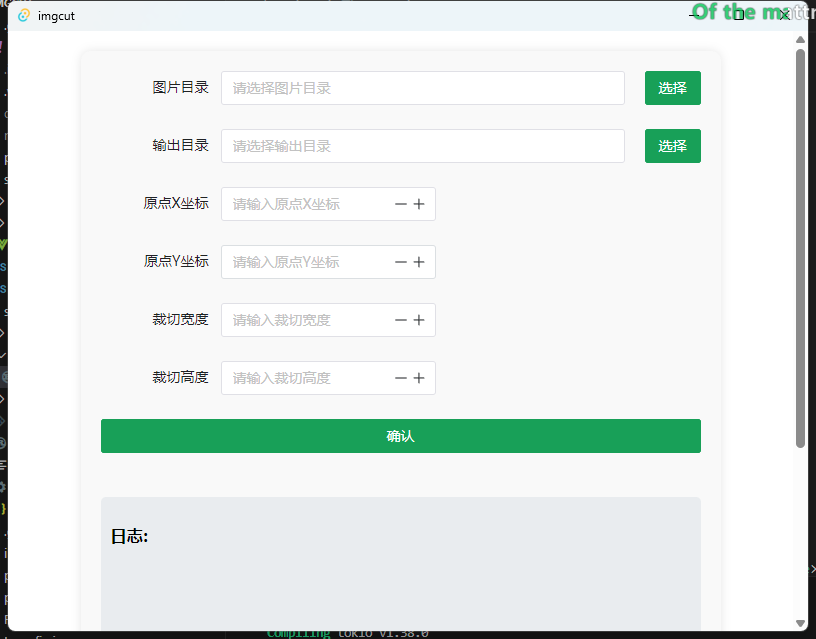 imgcut
Of the mattr
图片目录 请选择图片目录 选择
输出目录 请选择输出目录 选择
原点X坐标 请输入原点X坐标
原点Y坐标 请输入原点Y坐标
裁切宽度 请输入裁切宽度
裁切高度 请输入裁切高度
确认
日志:
Compiling tokio v1.38.0